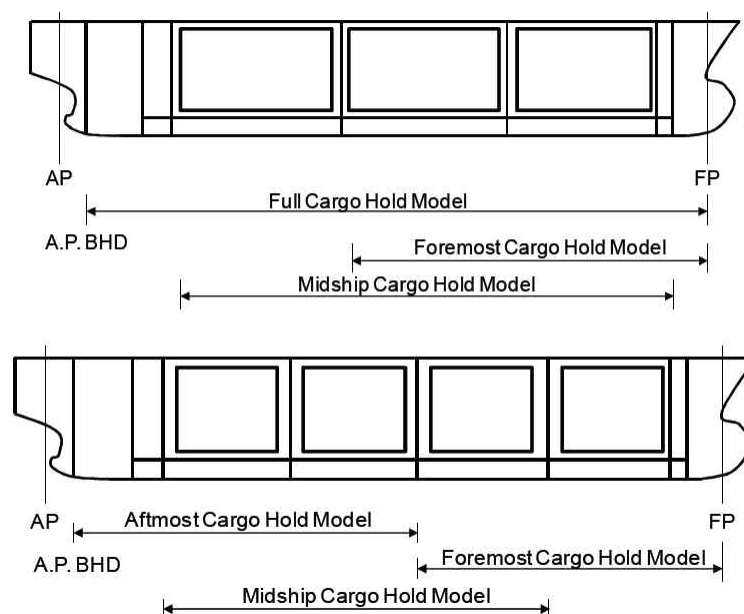 AP
FP
Full Cargo Hold Model
A.P. BHD
Foremost Cargo Hold Model
Midship Cargo Hold Model
AP
Aftmost Cargo Hold Model
FP
A.P. BHD
Foremost Cargo Hold Model
Midship Cargo Hold Model